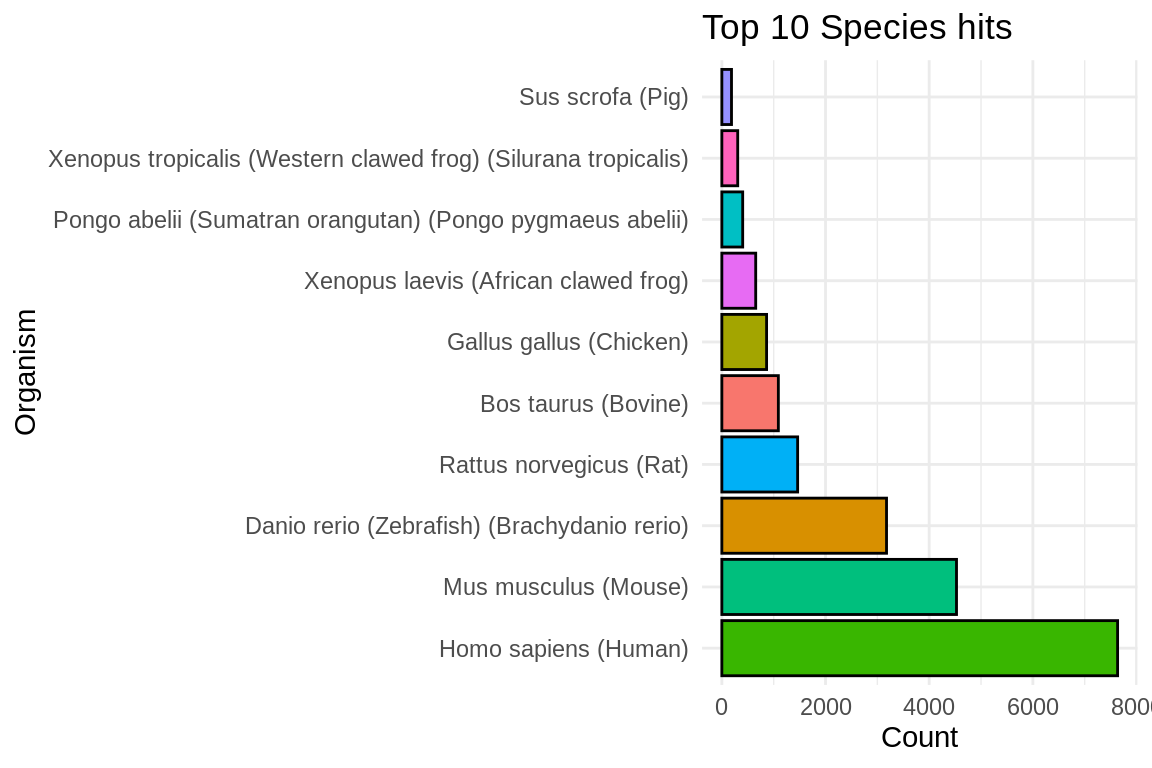 Top 10 Species hits
Sus scrofa (Pig)
Xenopus tropicalis (Western clawed frog) (Silurana tropicalis)
Pongo abelii (Sumatran orangutan) (Pongo pygmaeus abelii)
Xenopus laevis (African clawed frog)
Gallus gallus (Chicken)
Bos taurus (Bovine)
Rattus norvegicus (Rat)
Danio rerio (Zebrafish) (Brachydanio rerio)
Mus musculus (Mouse)
Homo sapiens (Human)
Organism
0 2000 4000 6000 8000
Count